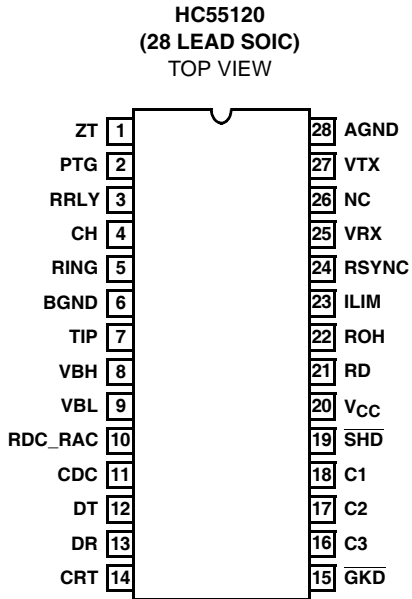 HC55120
(28 LEAD SOIC)
TOP VIEW
ZT 1 28 AGND
PTG 2 27 VTX
RRLY 3 26 NC
CH 4 25 VRX
RING 5 24 RSYNC
BGND 6 23 ILIM
TIP 7 22 ROH
VBH 8 21 RD
VBL 9 20 VCC
RDC_RAC 10 19 SHD
CDC 11 18 C1
DT 12 17 C2
DR 13 16 C3
CRT 14 15 GKD